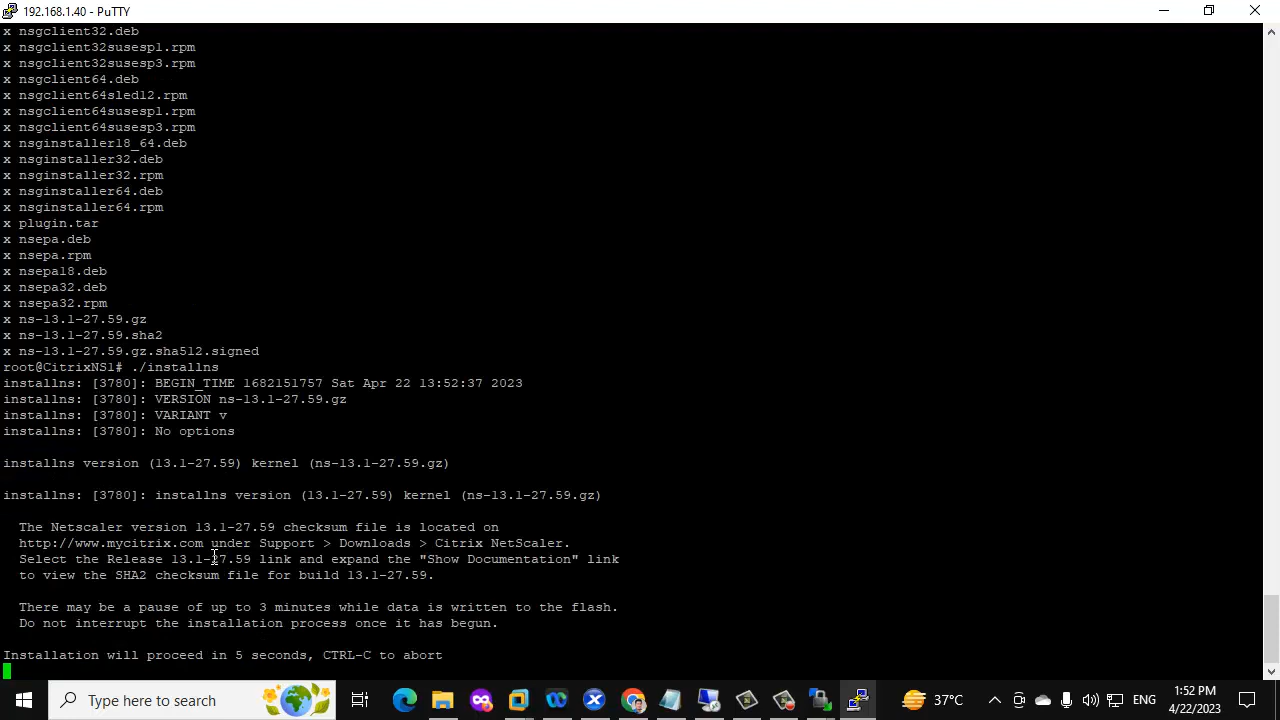 192.168.1.40 - PuTTY
x nsgclient32.deb
x nsgclient32susesp1.rpm
x nsgclient32susesp3.rpm
x nsgclient64.deb
x nsgclient64sled12.rpm
x nsgclient64susesp1.rpm
x nsgclient64susesp3.rpm
x nsginstaller18_64.deb
x nsginstaller32.deb
x nsginstaller32.rpm
x nsginstaller64.deb
x nsginstaller64.rpm
x plugin.tar
x nsepa.deb
x nsepa.rpm
x nsepa18.deb
x nsepa32.deb
x nsepa32.rpm
x ns-13.1-27.59.gz
x ns-13.1-27.59.sha2
x ns-13.1-27.59.gz.sha512.signed
root@CitrixNS1# ./installns
installns: [3780]: BEGIN_TIME 1682151757 Sat Apr 22 13:52:37 2023
installns: [3780]: VERSION ns-13.1-27.59.gz
installns: [3780]: VARIANT v
installns: [3780]: No options
installns version (13.1-27.59) kernel (ns-13.1-27.59.gz)
installns: [3780]: installns version (13.1-27.59) kernel (ns-13.1-27.59.gz)
The Netscaler version 13.1-27.59 checksum file is located on
http://www.mycitrix.com under Support > Downloads > Citrix NetScaler.
Select the Release 13.1-27.59 link and expand the "Show Documentation" link
to view the SHA2 checksum file for build 13.1-27.59.
There may be a pause of up to 3 minutes while data is written to the flash.
Do not interrupt the installation process once it has begun.
Installation will proceed in 5 seconds, CTRL-C to abort
Type here to search
37°C
ENG
1:52 PM
4/22/2023